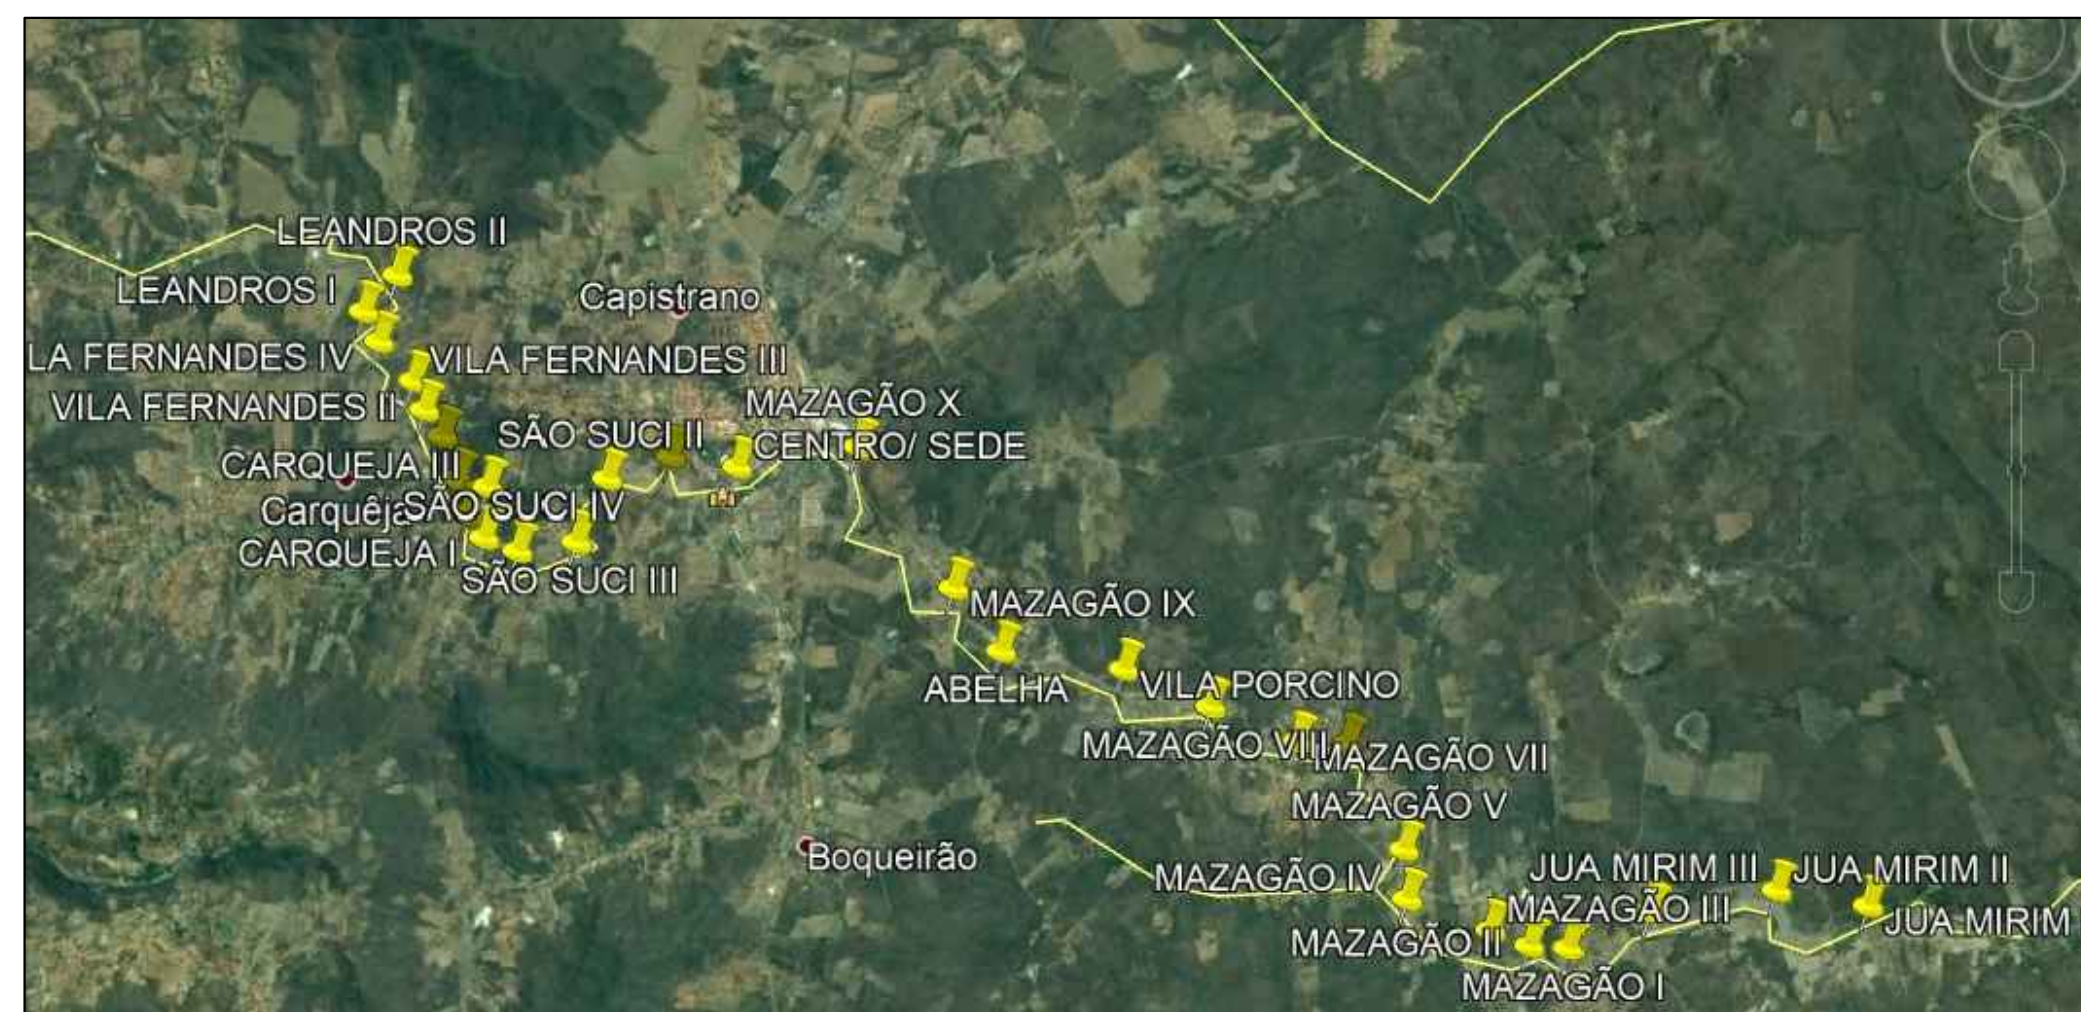 LEANDROS II
LEANDROS I
Capistrano
LA FERNANDES IV
VILA FERNANDES III
VILA FERNANDES II
MAZAGÃO X
SÃO SUCI II
CENTRO/ SEDE
CARQUEJA III
Carquêja
SÃO SUCI IV
CARQUEJA I
SÃO SUCI III
MAZAGÃO IX
ABELHA
VILA PORCINO
MAZAGÃO VIII
MAZAGÃO VII
MAZAGÃO V
Boqueirão
MAZAGÃO IV
JUA MIRIM III
JUA MIRIM II
MAZAGÃO III
JUA MIRIM
MAZAGÃO II
MAZAGÃO I